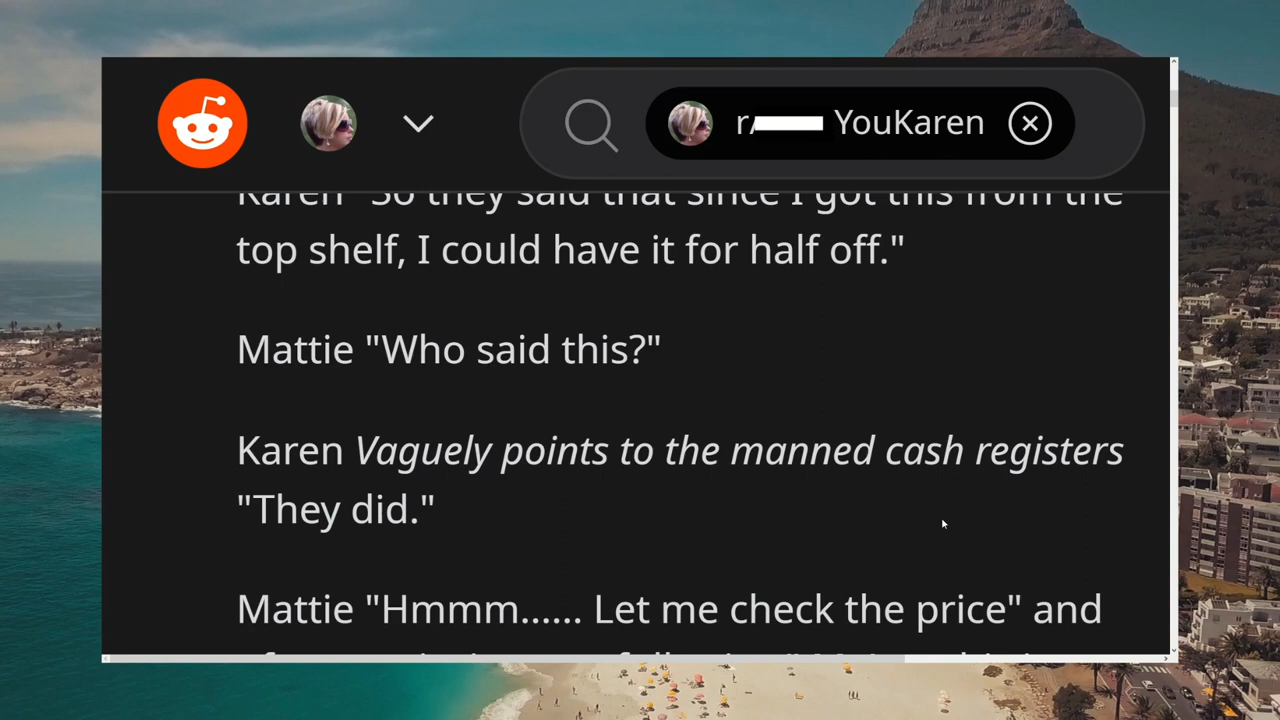 r/ YouKaren
Karen "So they said that since I got this from the
top shelf, I could have it for half off."
Mattie "Who said this?"
Karen Vaguely points to the manned cash registers
"They did."
Mattie "Hmmm...... Let me check the price" and